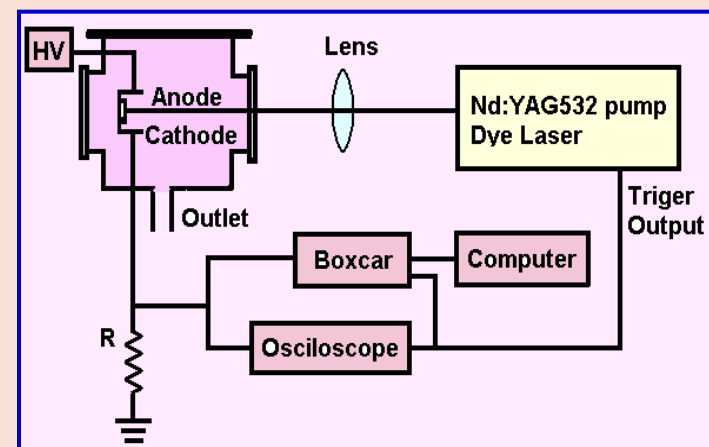 HV
Lens
Anode
Cathode
Nd:YAG532 pump
Dye Laser
Outlet
Triger
Output
Boxcar
Computer
R
Osciloscope